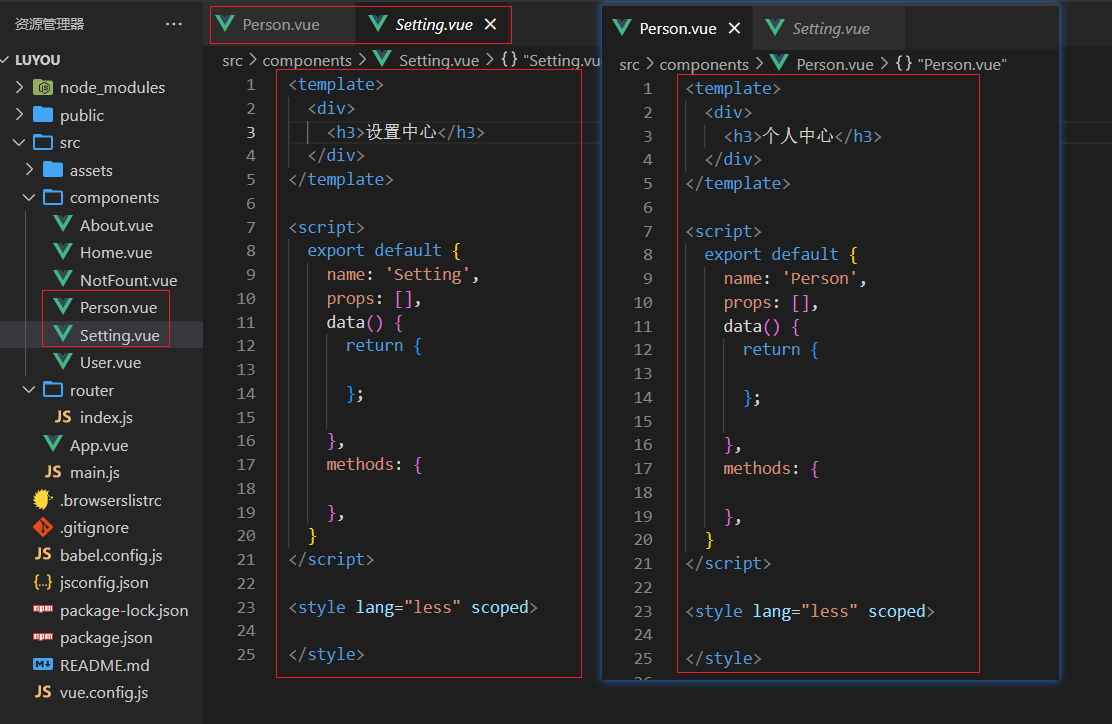 资源管理器 ···
LUYOU
node_modules
public
src
assets
components
About.vue
Home.vue
NotFount.vue
Person.vue
Setting.vue
User.vue
router
JS index.js
App.vue
JS main.js
.browserslistrc
.gitignore
JS babel.config.js
{..} jsconfig.json
npm package-lock.json
npm package.json
README.md
JS vue.config.js
Person.vue Setting.vue ×
src > components > Setting.vue > {} "Setting.vu
1 <template>
2 <div>
3 <h3>设置中心</h3>
4 </div>
5 </template>
6
7 <script>
8 export default {
9 name: 'Setting',
10 props: [],
11 data() {
12 return {
13
14 };
15
16 },
17 methods: {
18
19 },
20 }
21 </script>
22
23 <style lang="less" scoped>
24
25 </style>
Person.vue × Setting.vue
src > components > Person.vue > {} "Person.vue"
1 <template>
2 <div>
3 <h3>个人中心</h3>
4 </div>
5 </template>
6
7 <script>
8 export default {
9 name: 'Person',
10 props: [],
11 data() {
12 return {
13
14 };
15
16 },
17 methods: {
18
19 },
20 }
21 </script>
22
23 <style lang="less" scoped>
24
25 </style>